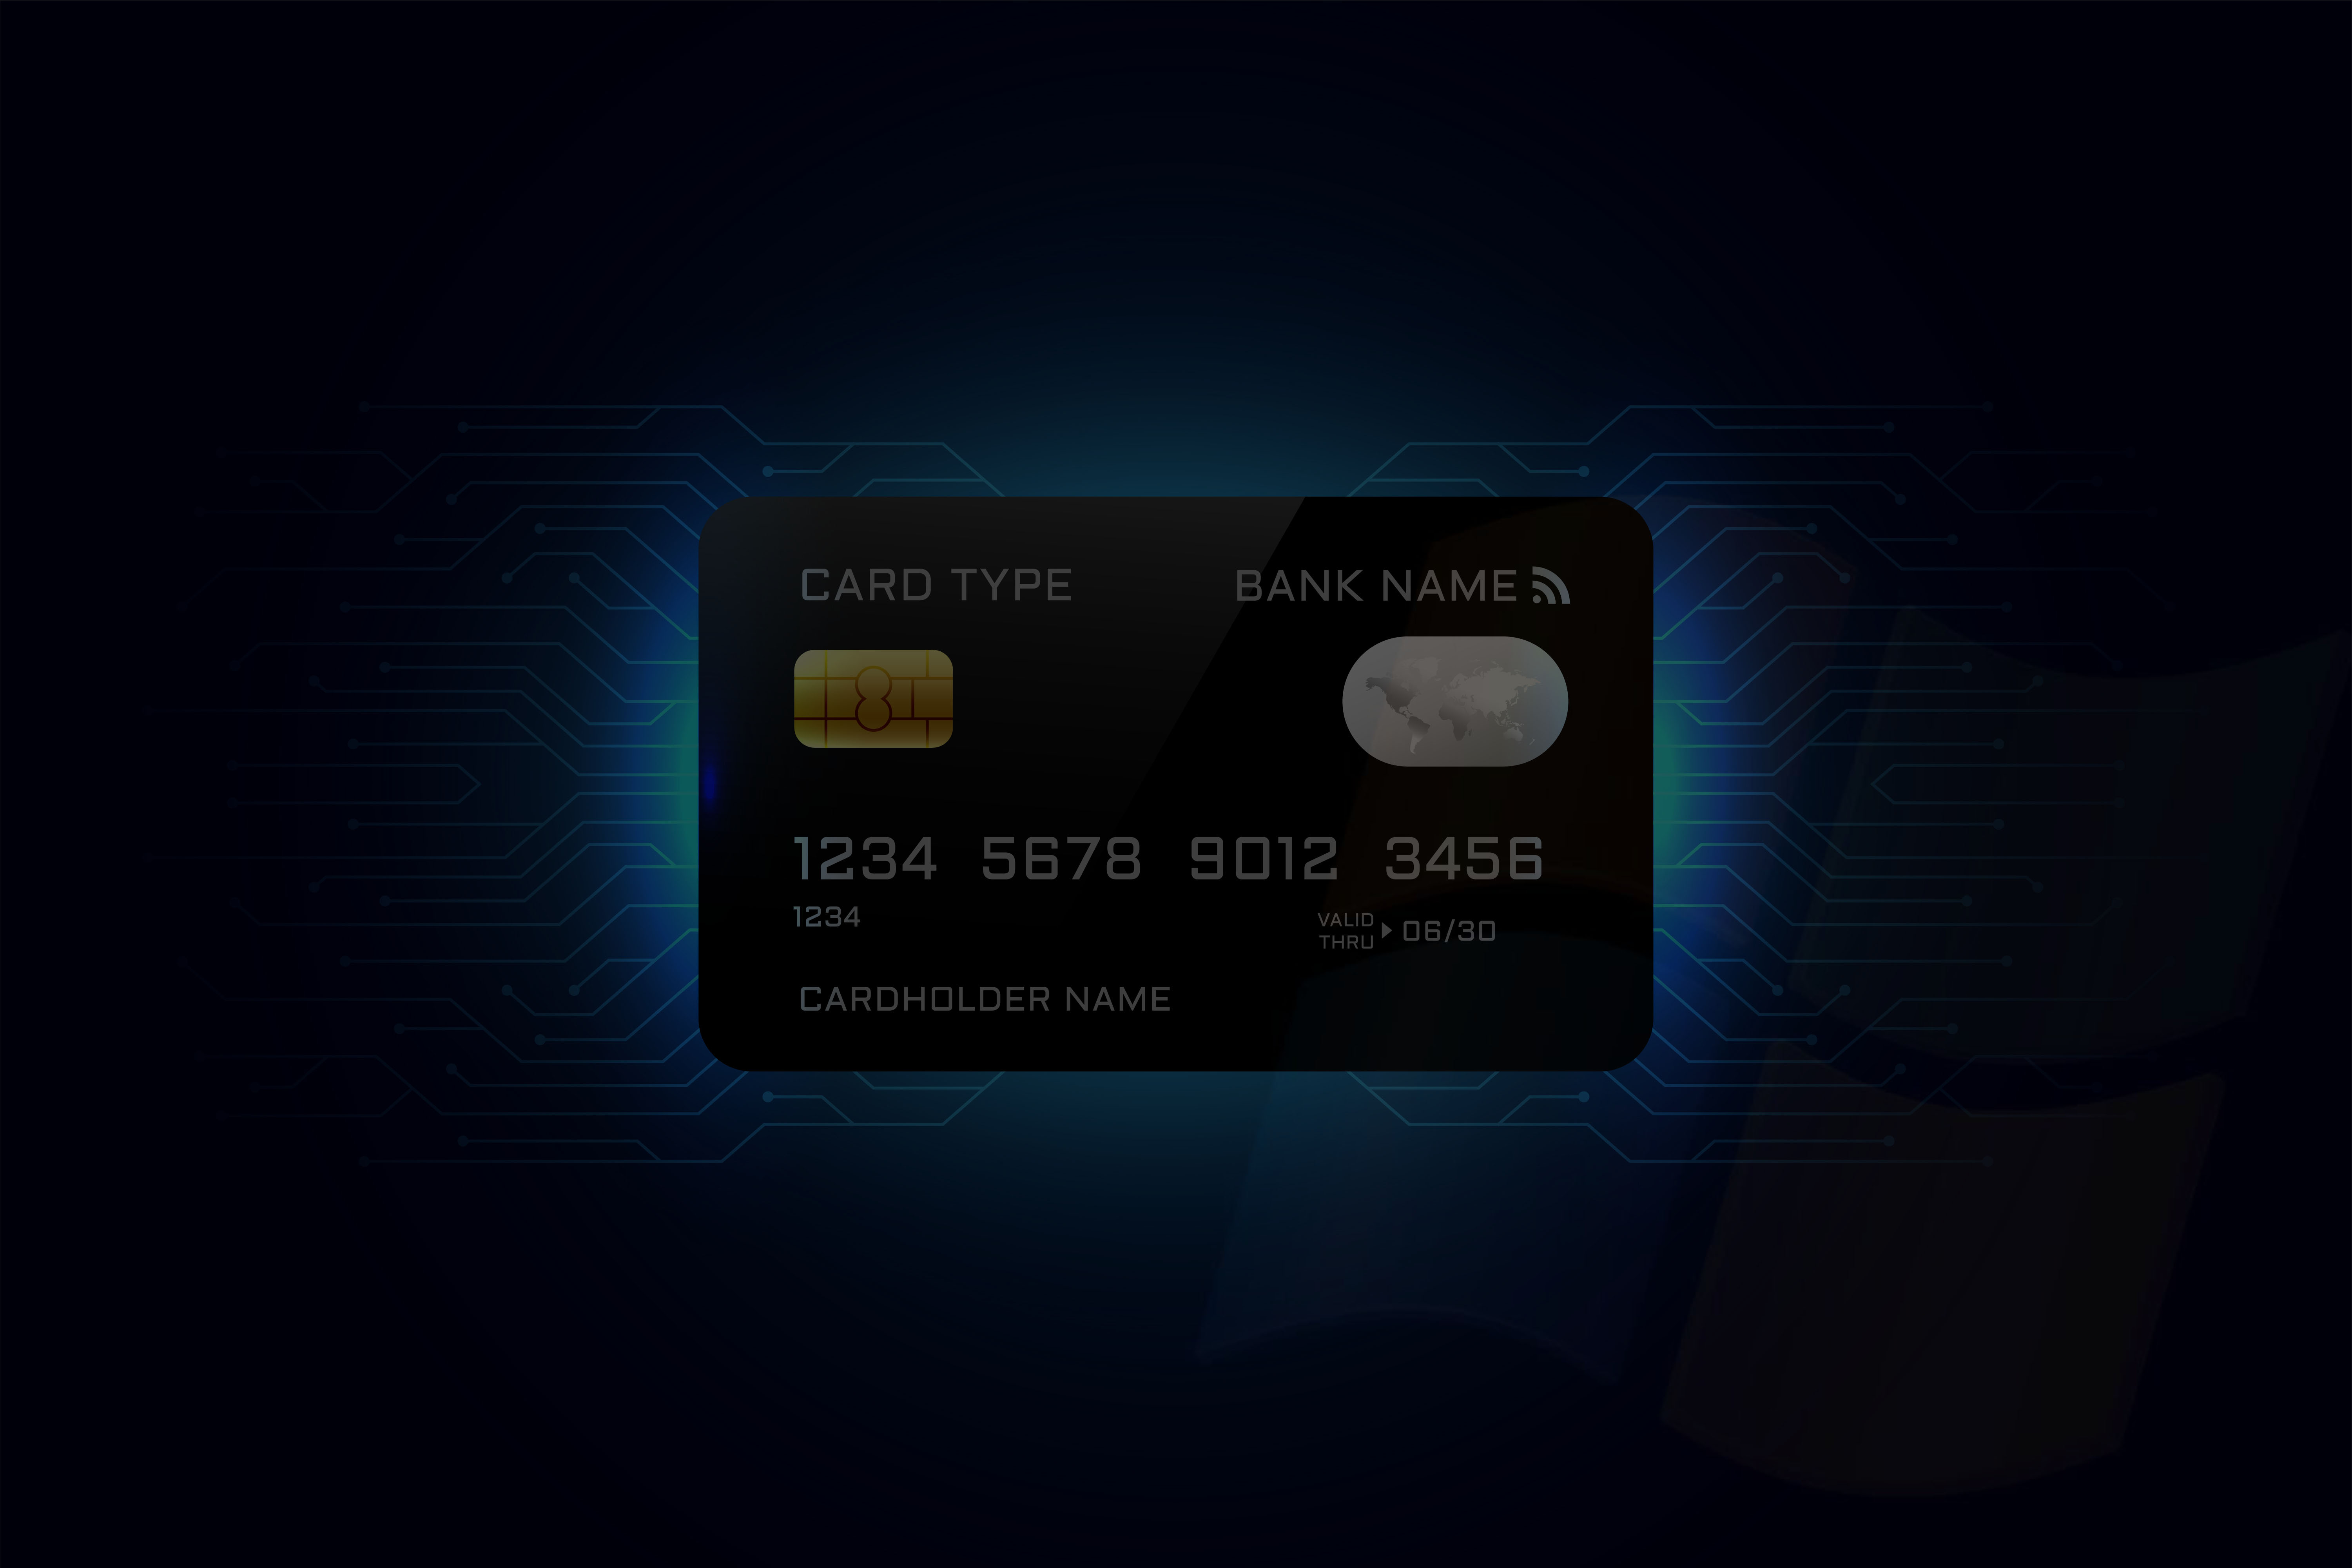 CARD TYPE
BANK NAME
1234 5678 9012 3456
1234
VALID
THRU
06/30
CARDHOLDER NAME